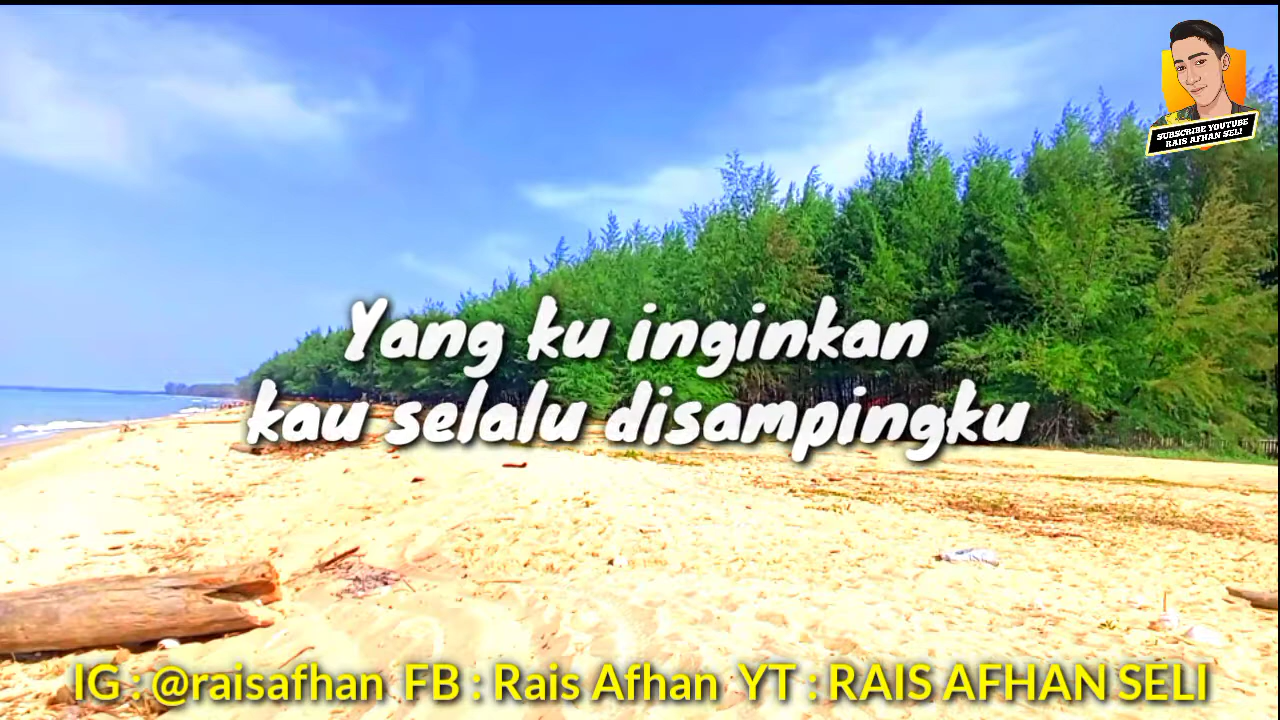 SUBSCRIBE YOUTUBE
RAIS AFHAN SELI
Yang ku inginkan
kau selalu disampingku
IG : @raisafhan FB : Rais Afhan YT : RAIS AFHAN SELI